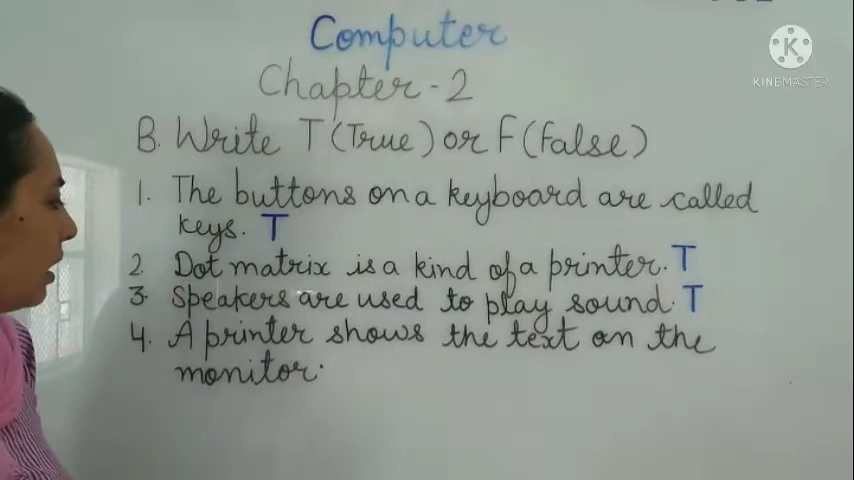 Computer
Chapter-2
B. Write T (True) or F (False)
1. The buttons on a keyboard are called
keys. T
2. Dot matrix is a kind of a printer. T
3. Speakers are used to play sound. T
4. A printer shows the text on the
monitor.
KINEMASTER